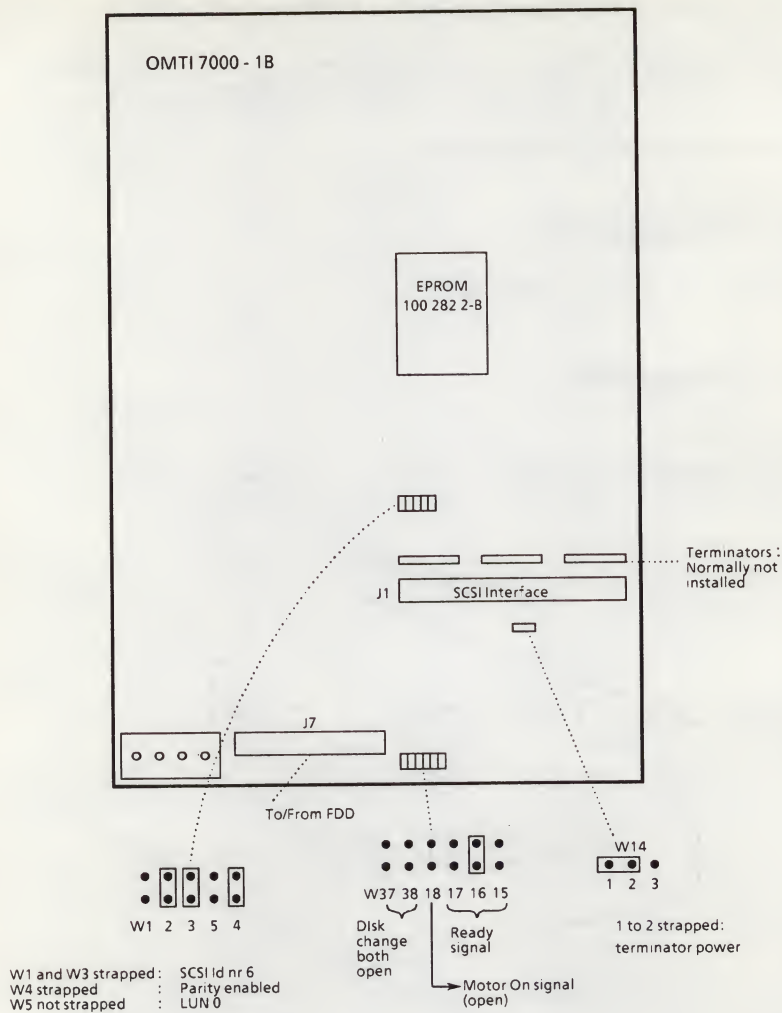 OMTI 7000 - 1B
EPROM
100 282 2-B
Terminators :
Normally not
installed
J1 SCSI Interface
J7
To/From FDD
W14
1 2 3
W1 2 3 5 4
W37 38 18 17 16 15
DIsk
change
both
open
Ready
signal
1 to 2 strapped:
terminator power
Motor On signal
(open)
W1 and W3 strapped : SCSI Id nr 6
W4 strapped : Parity enabled
W5 not strapped : LUN 0